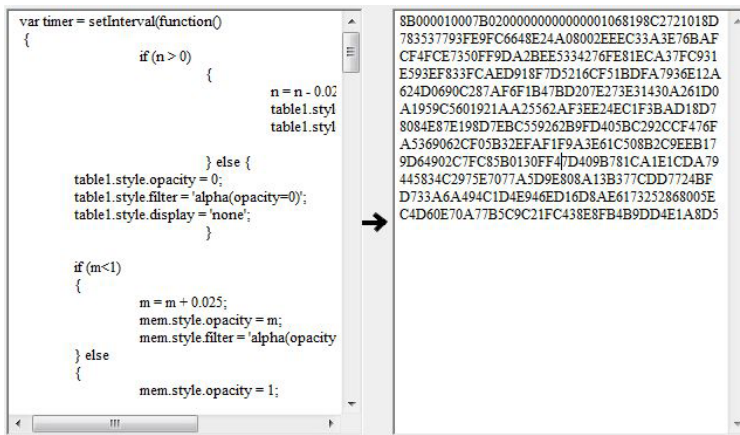 var timer = setInterval(function()
{
if (n > 0)
{
n = n - 0.02
table1.styl
table1.styl
} else {
table1.style.opacity = 0;
table1.style.filter = 'alpha(opacity=0)';
table1.style.display = 'none';
}
if (m<1)
{
m = m + 0.025;
mem.style.opacity = m;
mem.style.filter = 'alpha(opacity
} else
{
mem.style.opacity = 1;
8B000010007B02000000000000001068198C2721018D
783537793FE9FC6648E24A08002EEEC33A3E76BAF
CF4FCE7350FF9DA2BEE5334276FE81ECA37FC931
E593EF833FCAED918F7D5216CF51BDFA7936E12A
624D0690C287AF6F1B47BD207E273E31430A261D0
A1959C5601921AA25562AF3EE24EC1F3BAD18D7
8084E87E198D7EBC559262B9FD405BC292CCF476F
A5369062CF05B32EFAF1F9A3E61C508B2C9EEB17
9D64902C7FC85B0130FF47D409B781CA1E1CDA79
445834C2975E7077A5D9E808A13B377CDD7724BF
D733A6A494C1D4E946ED16D8AE6173252868005E
C4D60E70A77B5C9C21FC438E8FB4B9DD4E1A8D5